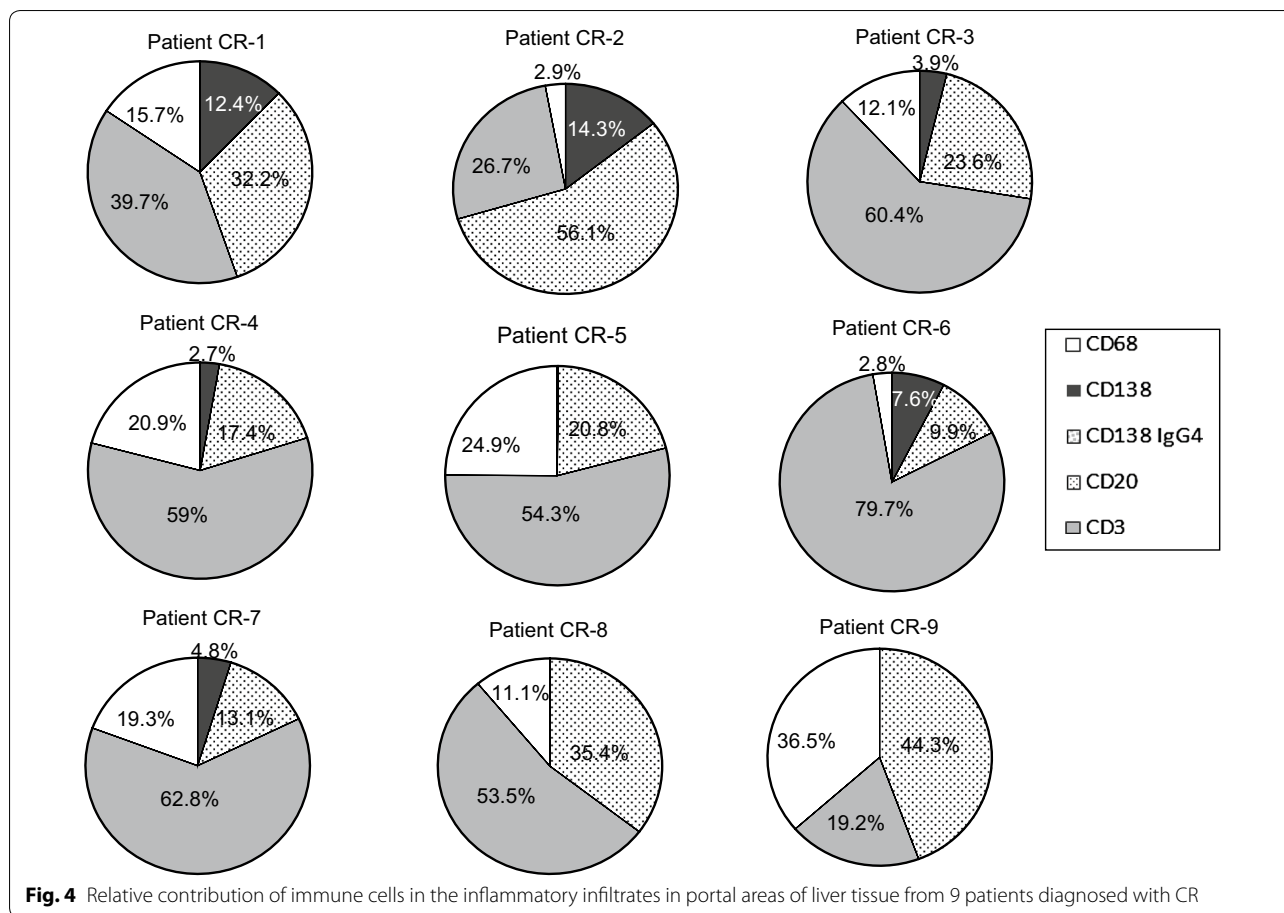 Patient CR-1
15.7%
12.4%
32.2%
39.7%
Patient CR-2
2.9%
14.3%
26.7%
56.1%
Patient CR-3
3.9%
12.1%
23.6%
60.4%
Patient CR-4
2.7%
20.9%
17.4%
59%
Patient CR-5
24.9%
20.8%
54.3%
Patient CR-6
2.8%
7.6%
9.9%
79.7%
CD68
CD138
CD138 IgG4
CD20
CD3
Patient CR-7
4.8%
19.3%
13.1%
62.8%
Patient CR-8
11.1%
35.4%
53.5%
Patient CR-9
36.5%
44.3%
19.2%
Fig. 4 Relative contribution of immune cells in the inflammatory infiltrates in portal areas of liver tissue from 9 patients diagnosed with CR